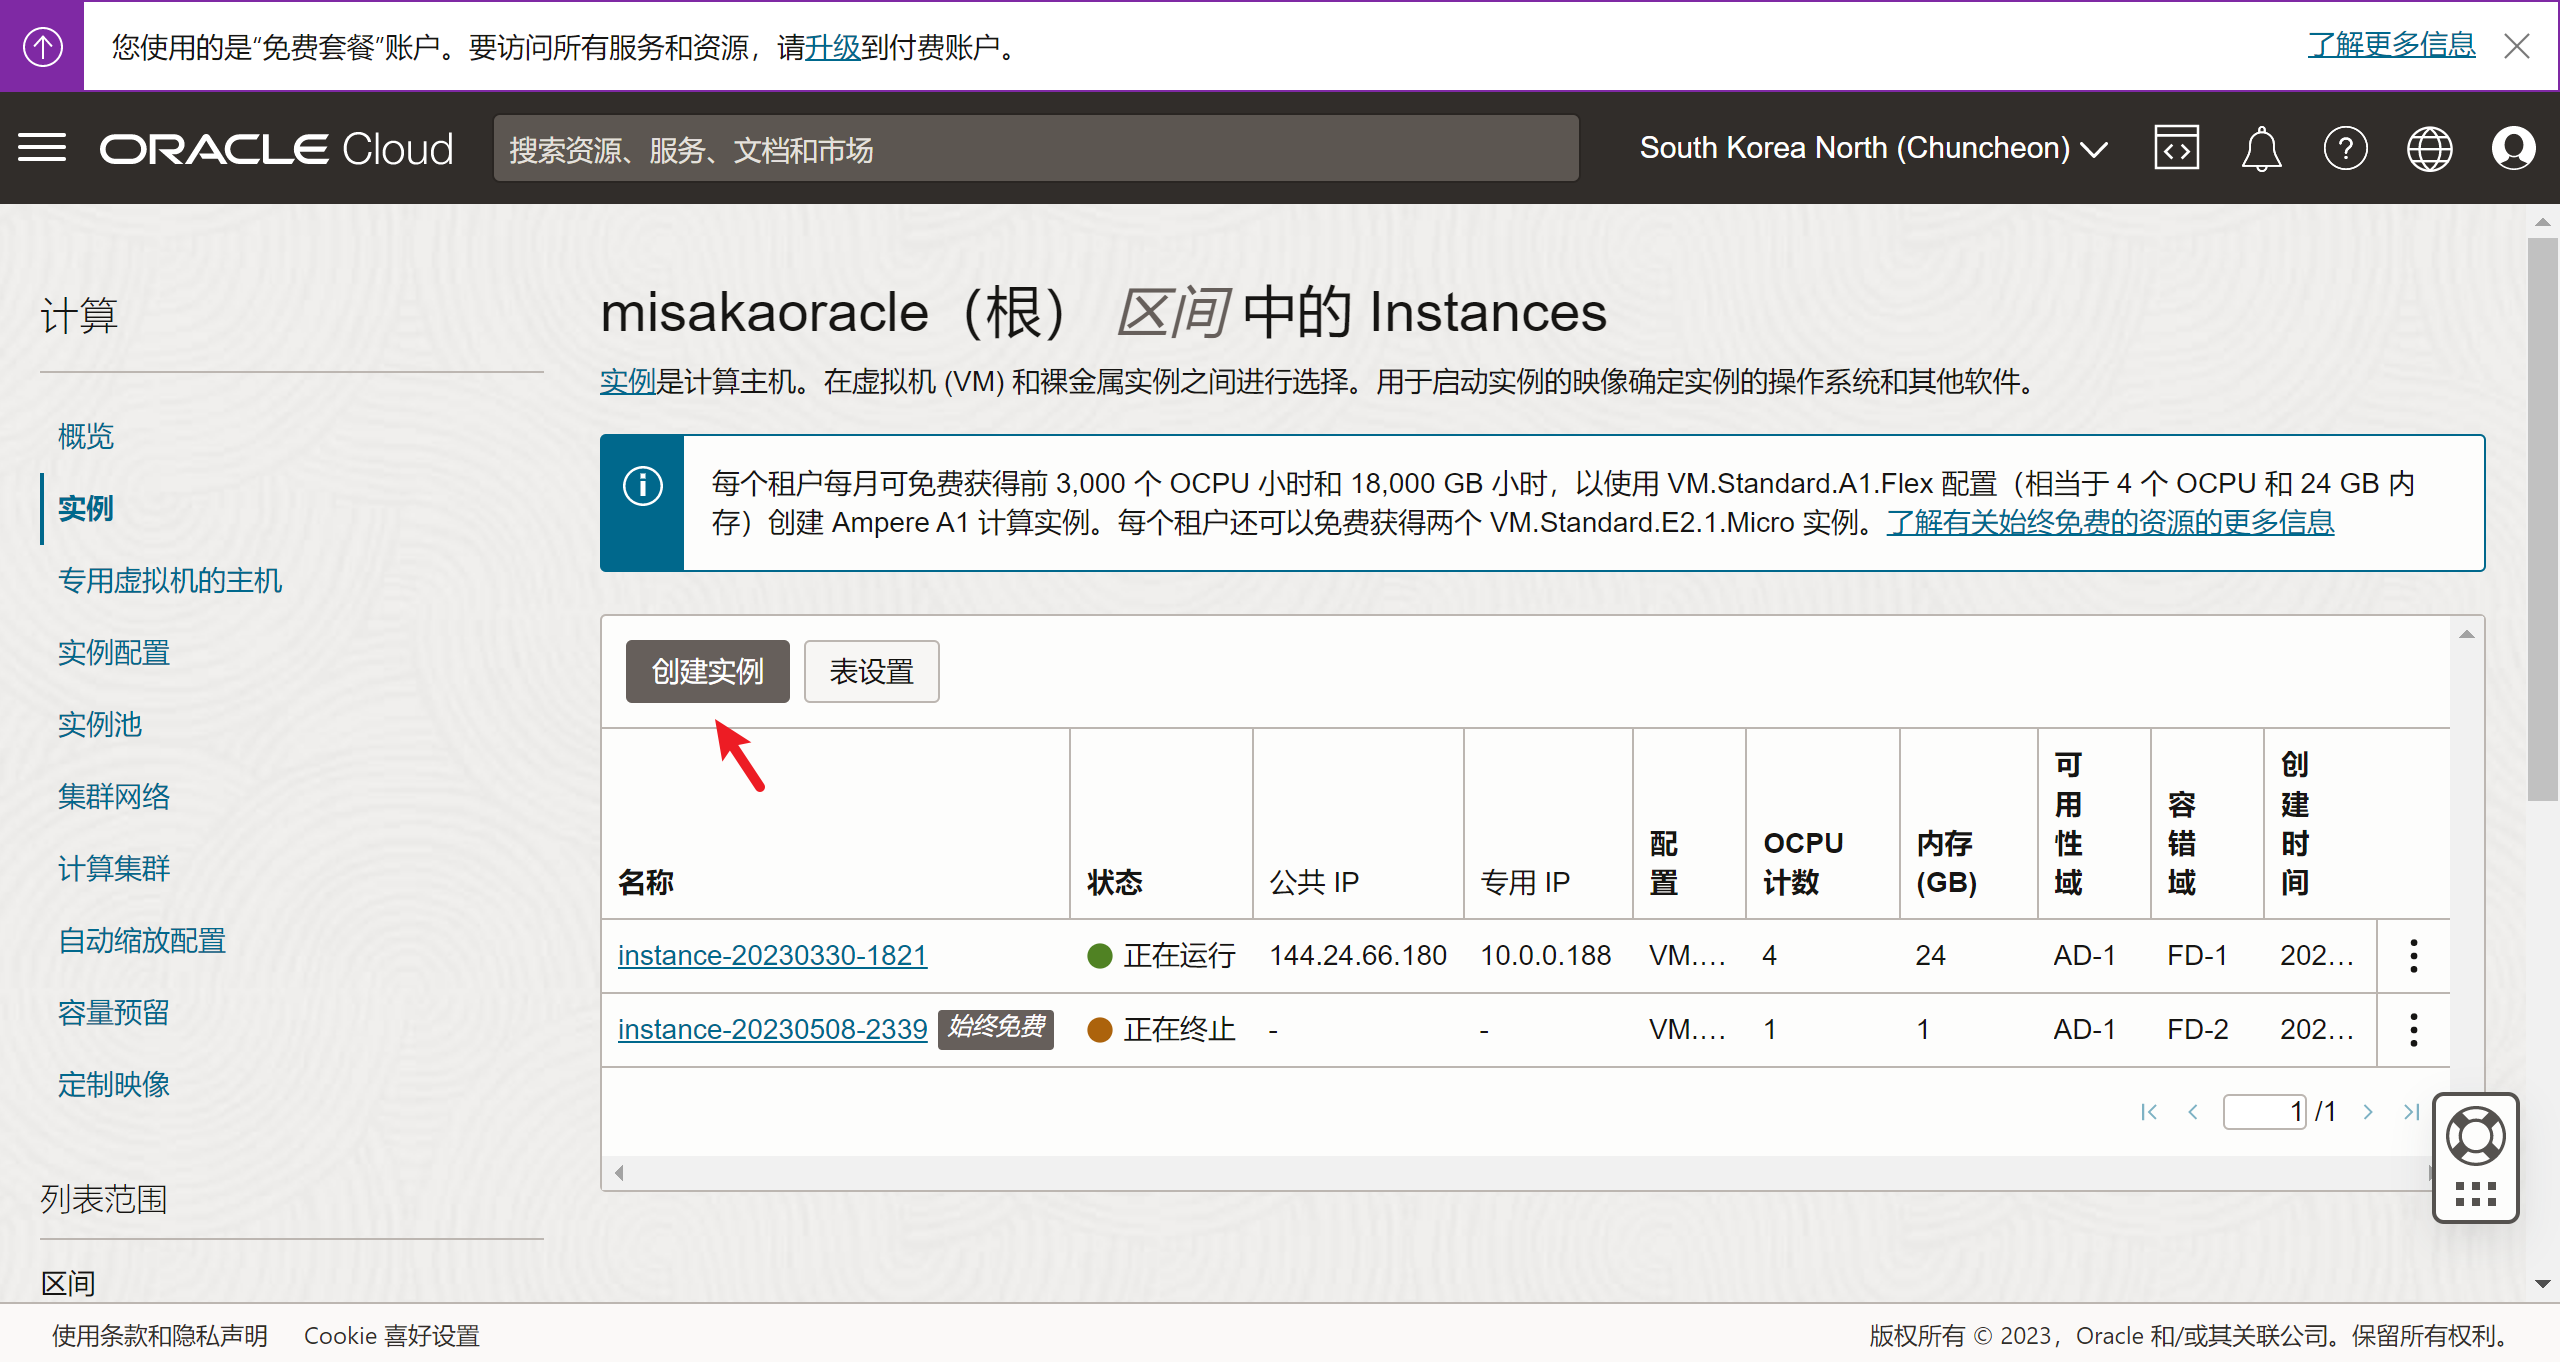 您使用的是“免费套餐”账户。要访问所有服务和资源，请升级到付费账户。
了解更多信息
ORACLE Cloud
搜索资源、服务、文档和市场
South Korea North (Chuncheon)
计算
概览
实例
专用虚拟机的主机
实例配置
实例池
集群网络
计算集群
自动缩放配置
容量预留
定制映像
列表范围
区间
misakaoracle（根） 区间 中的 Instances
实例是计算主机。在虚拟机 (VM) 和裸金属实例之间进行选择。用于启动实例的映像确定实例的操作系统和其他软件。
每个租户每月可免费获得前 3,000 个 OCPU 小时和 18,000 GB 小时，以使用 VM.Standard.A1.Flex 配置（相当于 4 个 OCPU 和 24 GB 内
存）创建 Ampere A1 计算实例。每个租户还可以免费获得两个 VM.Standard.E2.1.Micro 实例。了解有关始终免费的资源的更多信息
创建实例 表设置
名称 状态 公共 IP 专用 IP 配置 OCPU 计数 内存 (GB) 可用性域 容错域 创建时间
instance-20230330-1821 正在运行 144.24.66.180 10.0.0.188 VM.… 4 24 AD-1 FD-1 202…
instance-20230508-2339 始终免费 正在终止 - - VM.… 1 1 AD-1 FD-2 202…
1 /1
使用条款和隐私声明 Cookie 喜好设置
版权所有 © 2023，Oracle 和/或其关联公司。保留所有权利。